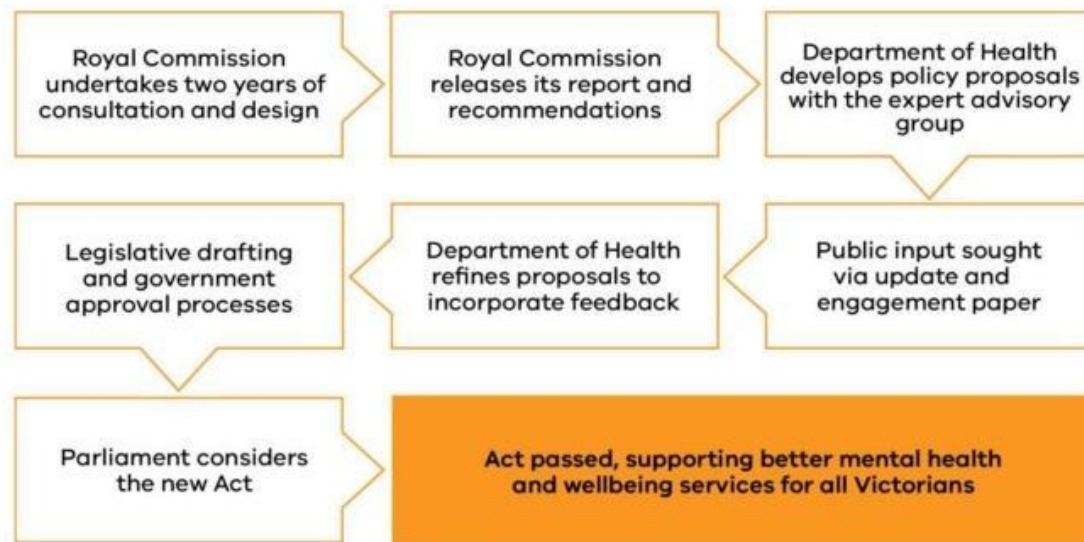 Royal Commission
undertakes two years of
consultation and design
Royal Commission
releases its report and
recommendations
Department of Health
develops policy proposals
with the expert advisory
group
Public input sought
via update and
engagement paper
Department of Health
refines proposals to
incorporate feedback
Legislative drafting
and government
approval processes
Parliament considers
the new Act
Act passed, supporting better mental health
and wellbeing services for all Victorians